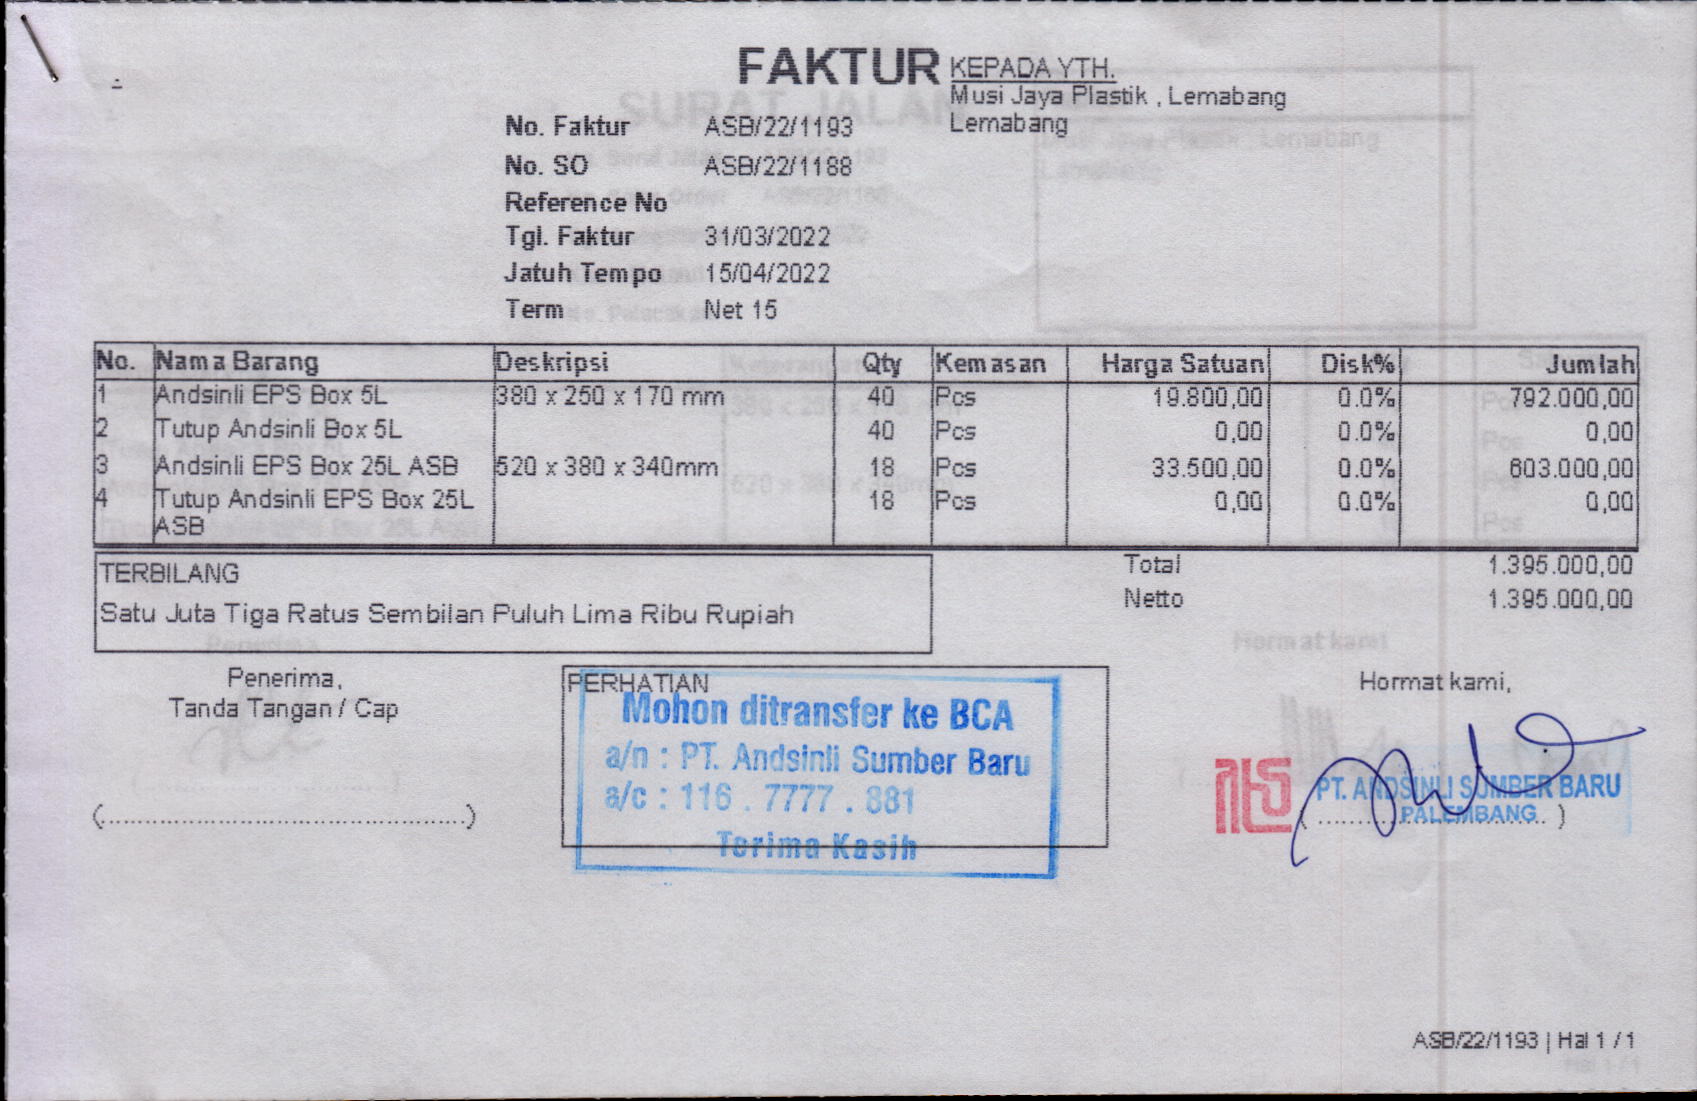 FAKTUR
KEPADA YTH.
Musi Jaya Plastik , Lemabang
Lemabang
No. Faktur ASB/22/1193
No. SO ASB/22/1188
Reference No
Tgl. Faktur 31/03/2022
Jatuh Tempo 15/04/2022
Term Net 15
No. Nama Barang Deskripsi Qty Kemasan Harga Satuan Disk% Jumlah
1 Andsinli EPS Box 5L 380 x 250 x 170 mm 40 Pcs 19.800,00 0.0% 792.000,00
2 Tutup Andsinli Box 5L 40 Pcs 0,00 0.0% 0,00
3 Andsinli EPS Box 25L ASB 520 x 380 x 340mm 18 Pcs 33.500,00 0.0% 603.000,00
4 Tutup Andsinli EPS Box 25L 18 Pcs 0,00 0.0% 0,00
ASB
TERBILANG
Satu Juta Tiga Ratus Sembilan Puluh Lima Ribu Rupiah
Total 1.395.000,00
Netto 1.395.000,00
Penerima,
Tanda Tangan / Cap
(..............................................)
PERHATIAN
Mohon ditransfer ke BCA
a/n : PT. Andsinli Sumber Baru
a/c : 116 . 7777 . 881
Terima Kasih
Hormat kami,
PT. ANDSINLI SUMBER BARU
PALEMBANG
ASB/22/1193 | Hal 1 / 1